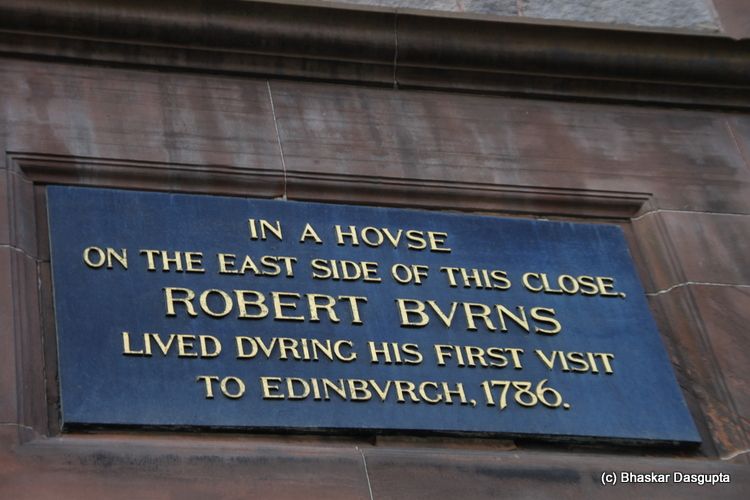 IN A HOVSE
ON THE EAST SIDE OF THIS CLOSE,
ROBERT BVRNS
LIVED DVRING HIS FIRST VISIT
TO EDINBVRCH, 1786.
(c) Bhaskar Dasgupta